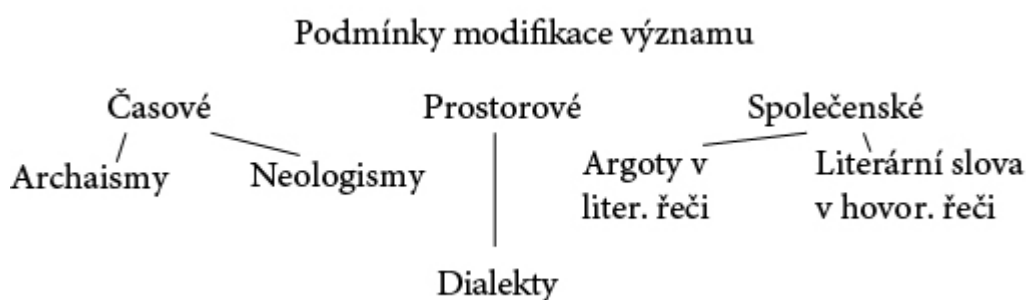 Podmínky modifikace významu
Časové Prostorové Společenské
Archaismy Neologismy Argoty v Literární slova
liter. řeči v hovor. řeči
Dialekty